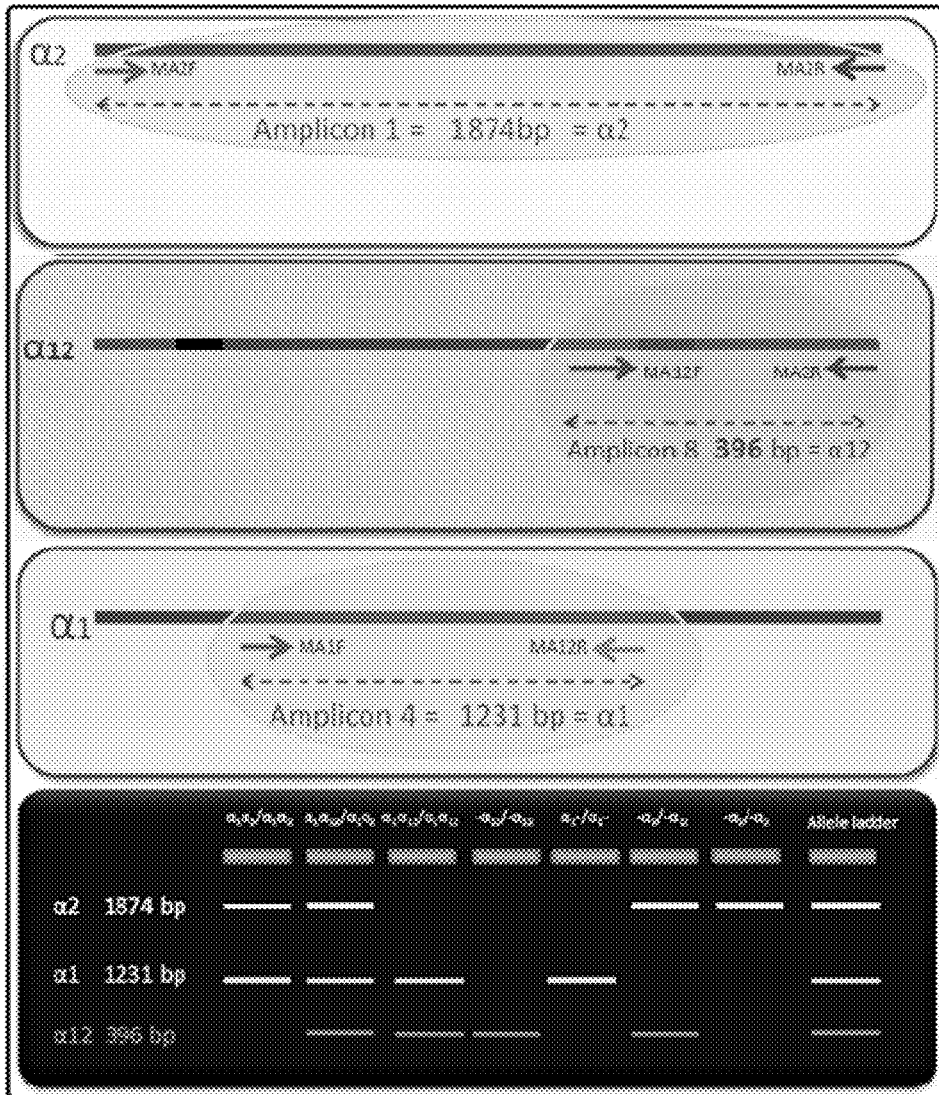 α2
MA2F MA2R
Amplicon 1 = 1874bp = α2
α12
MA12F MA2R
Amplicon 8 396 bp = α12
α1
MA1F MA12R
Amplicon 4 = 1231 bp = α1
Allele ladder
α2 1874 bp
α1 1231 bp
α12 396 bp